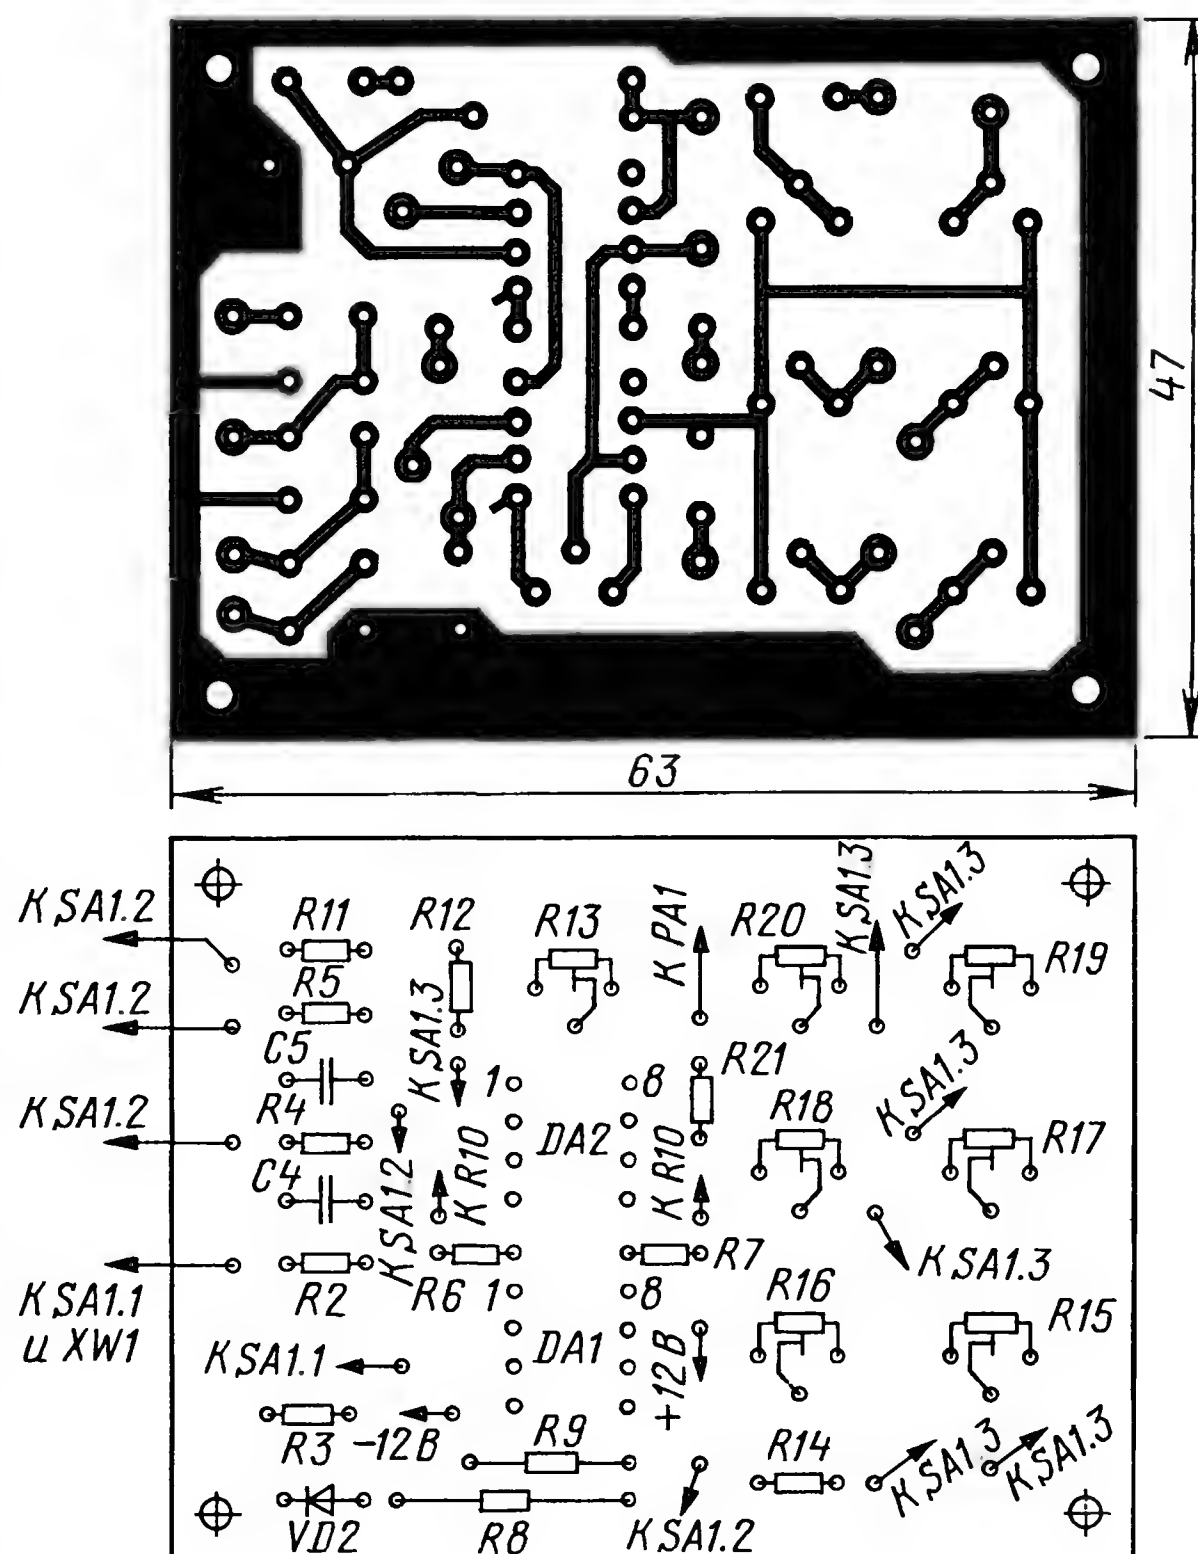 47
63
К SA1.2
R11
R12
R13
К PA1
R20
К SA1.3
К SA1.3
R19
К SA1.2
R5
К SA1.3
C5
1
8
R21
К SA1.3
К SA1.2
R4
DA2
R18
R17
C4
К SA1.2
К R10
К R10
К SA1.1
и XW1
R2
R6
1
8
R7
R16
К SA1.3
R15
К SA1.1
DA1
+12В
R3
-12В
R9
R14
К SA1.3
К SA1.3
VD2
R8
К SA1.2